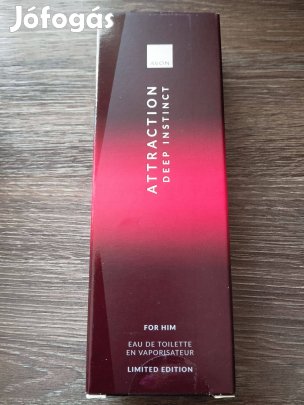 Jófogás
AVON
ATTRACTION
DEEP INSTINCT
FOR HIM
EAU DE TOILETTE
EN VAPORISATEUR
LIMITED EDITION